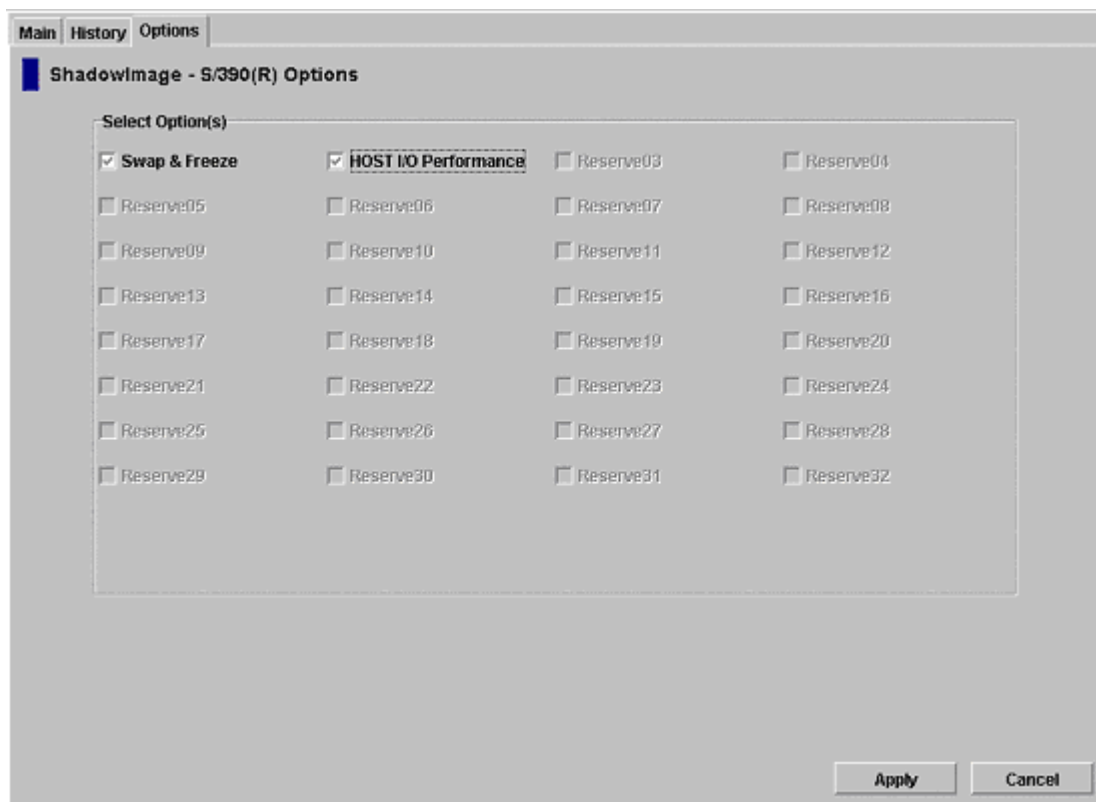 Main History Options
ShadowImage - S/390(R) Options
Select Option(s)
Swap & Freeze HOST I/O Performance Reserve03 Reserve04
Reserve05 Reserve06 Reserve07 Reserve08
Reserve09 Reserve10 Reserve11 Reserve12
Reserve13 Reserve14 Reserve15 Reserve16
Reserve17 Reserve18 Reserve19 Reserve20
Reserve21 Reserve22 Reserve23 Reserve24
Reserve25 Reserve26 Reserve27 Reserve28
Reserve29 Reserve30 Reserve31 Reserve32
Apply Cancel